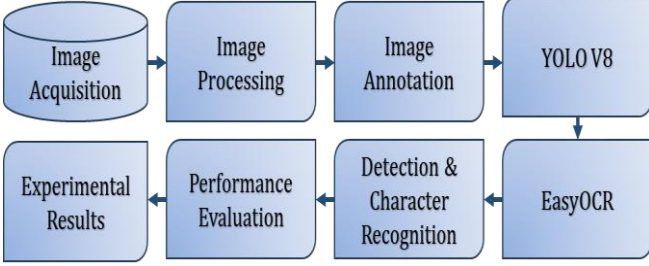 Image
Acquisition
Image
Processing
Image
Annotation
YOLO V8
EasyOCR
Detection &
Character
Recognition
Performance
Evaluation
Experimental
Results